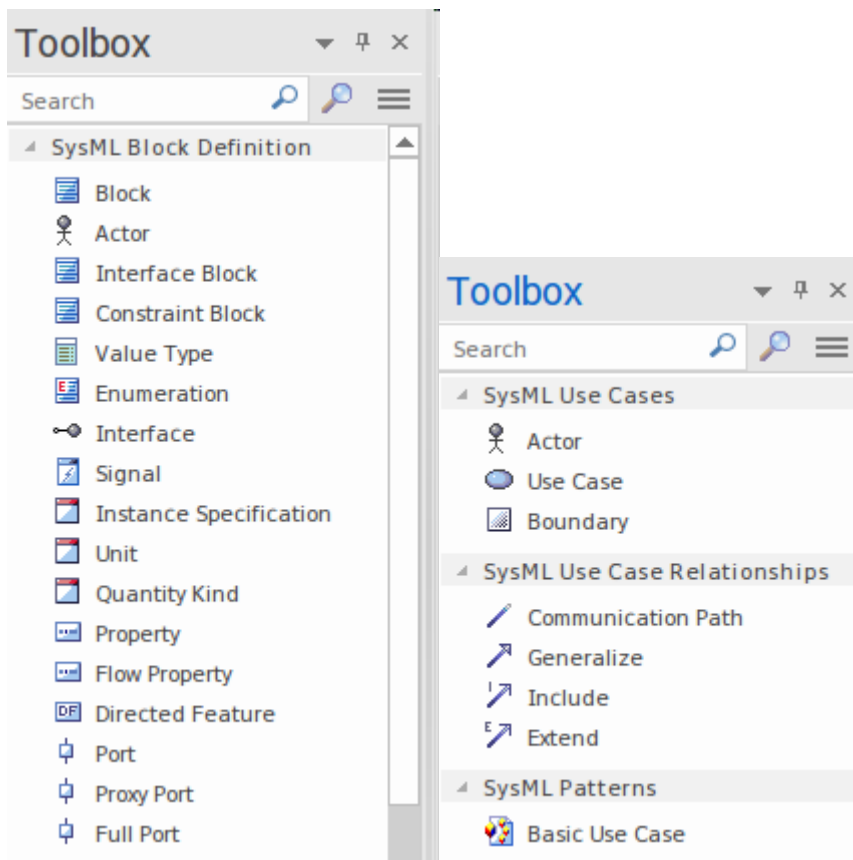 Toolbox
Search
SysML Block Definition
Block
Actor
Interface Block
Constraint Block
Value Type
Enumeration
Interface
Signal
Instance Specification
Unit
Quantity Kind
Property
Flow Property
DF Directed Feature
Port
Proxy Port
Full Port
Toolbox
Search
SysML Use Cases
Actor
Use Case
Boundary
SysML Use Case Relationships
Communication Path
Generalize
I Include
E Extend
SysML Patterns
Basic Use Case